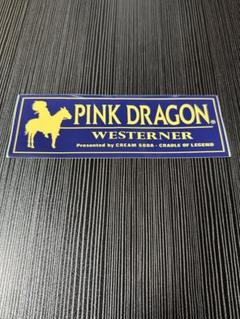 PINK DRAGON®
WESTERNER
Presented by CREAM SODA - CRADLE OF LEGEND